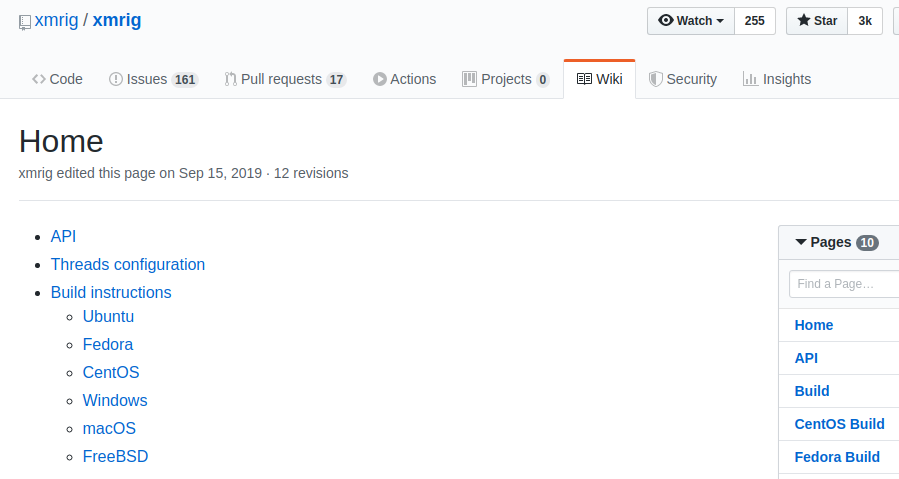 xmrig / xmrig
Watch 255
Star 3k
Code
Issues 161
Pull requests 17
Actions
Projects 0
Wiki
Security
Insights
Home
xmrig edited this page on Sep 15, 2019 · 12 revisions
API
Threads configuration
Build instructions
Ubuntu
Fedora
CentOS
Windows
macOS
FreeBSD
Pages 10
Find a Page…
Home
API
Build
CentOS Build
Fedora Build